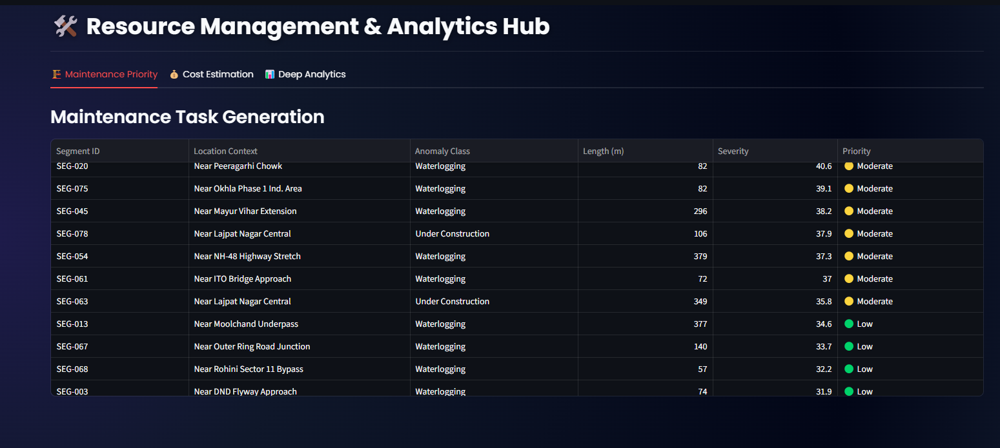 Resource Management & Analytics Hub
Maintenance Priority Cost Estimation Deep Analytics
Maintenance Task Generation
Segment ID Location Context Anomaly Class Length (m) Severity Priority
SEG-020 Near Peeragarhi Chowk Waterlogging 82 40.6 Moderate
SEG-075 Near Okhla Phase 1 Ind. Area Waterlogging 82 39.1 Moderate
SEG-045 Near Mayur Vihar Extension Waterlogging 296 38.2 Moderate
SEG-078 Near Lajpat Nagar Central Under Construction 106 37.9 Moderate
SEG-054 Near NH-48 Highway Stretch Waterlogging 379 37.3 Moderate
SEG-061 Near ITO Bridge Approach Waterlogging 72 37 Moderate
SEG-063 Near Lajpat Nagar Central Under Construction 349 35.8 Moderate
SEG-013 Near Moolchand Underpass Waterlogging 377 34.6 Low
SEG-067 Near Outer Ring Road Junction Waterlogging 140 33.7 Low
SEG-068 Near Rohini Sector 11 Bypass Waterlogging 57 32.2 Low
SEG-003 Near DND Flyway Approach Waterlogging 74 31.9 Low